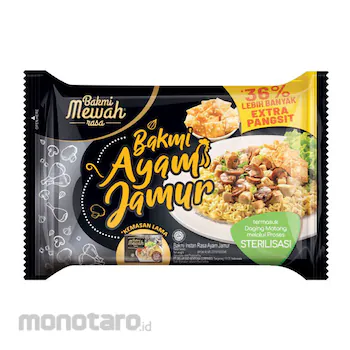 Bakmi
Mewah
rasa
36%
LEBIH BANYAK
EXTRA
PANGSIT
Bakmi
Ayam
Jamur
"KEMASAN LAMA"
termasuk
Daging Matang
melalui Proses
STERILISASI
Bakmi Instan Rasa Ayam Jamur
monotaro.id